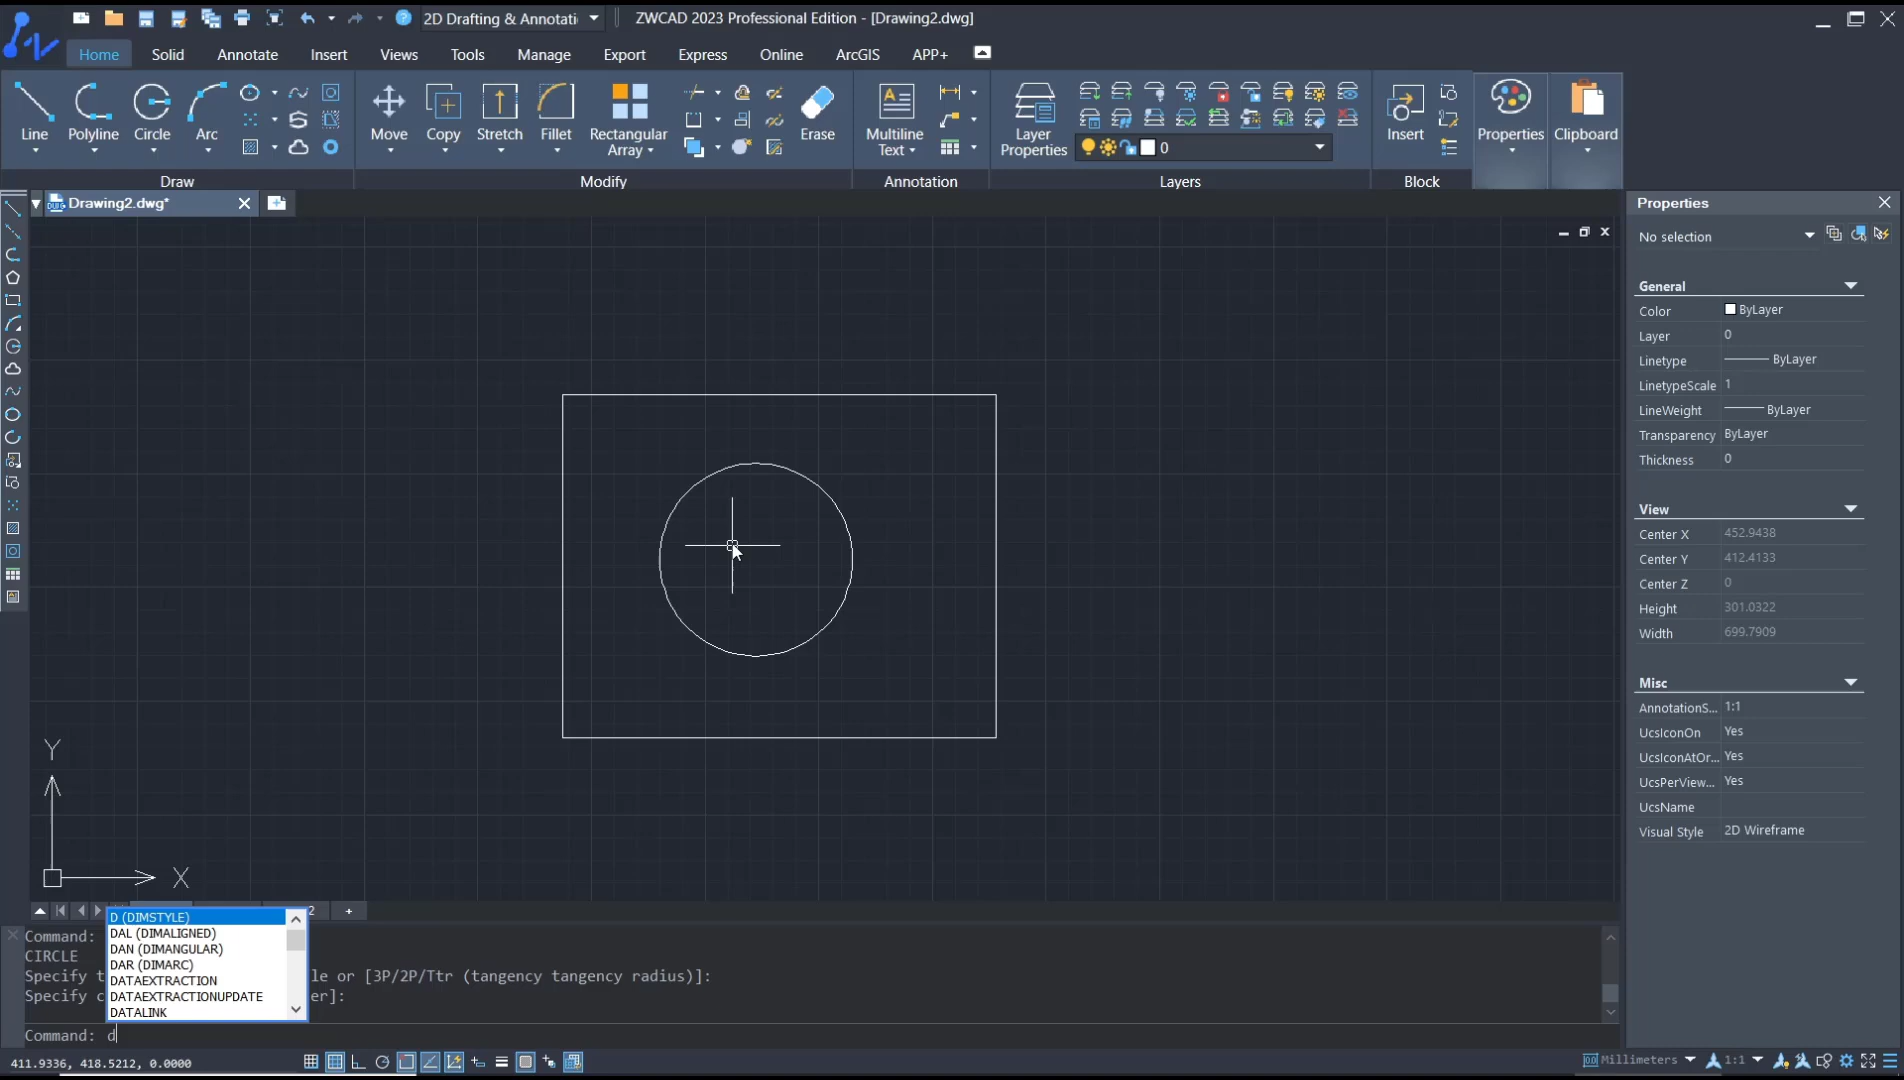 2D Drafting & Annotati
ZWCAD 2023 Professional Edition - [Drawing2.dwg]
Home Solid Annotate Insert Views Tools Manage Export Express Online ArcGIS APP+
Line Polyline Circle Arc
Move Copy Stretch Fillet Rectangular Array Erase
Multiline Text
Layer Properties
0
Insert Properties Clipboard
Draw Modify Annotation Layers Block
Drawing2.dwg*
Properties
No selection
General
Color ByLayer
Layer 0
Linetype ByLayer
LinetypeScale 1
LineWeight ByLayer
Transparency ByLayer
Thickness 0
View
Center X 452.9438
Center Y 412.4133
Center Z 0
Height 301.0322
Width 699.7909
Misc
AnnotationS... 1:1
UcsIconOn Yes
UcsIconAtOr... Yes
UcsPerView... Yes
UcsName
Visual Style 2D Wireframe
Y
X
2 +
D (DIMSTYLE)
DAL (DIMALIGNED)
DAN (DIMANGULAR)
DAR (DIMARC)
DATAEXTRACTION
DATAEXTRACTIONUPDATE
DATALINK
Command:
CIRCLE
Specify t le or [3P/2P/Ttr (tangency tangency radius)]:
Specify c er]:
Command: d
411.9336, 418.5212, 0.0000
Millimeters 1:1